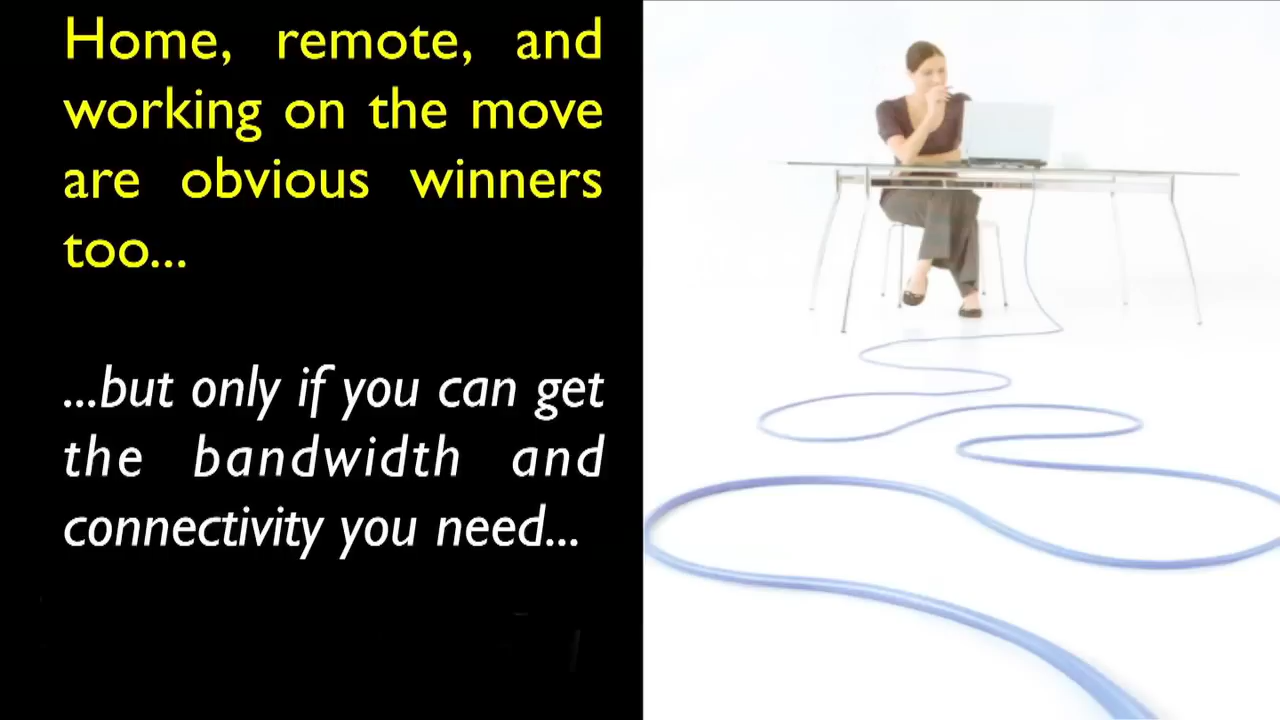 Home, remote, and
working on the move
are obvious winners
too...
...but only if you can get
the bandwidth and
connectivity you need...